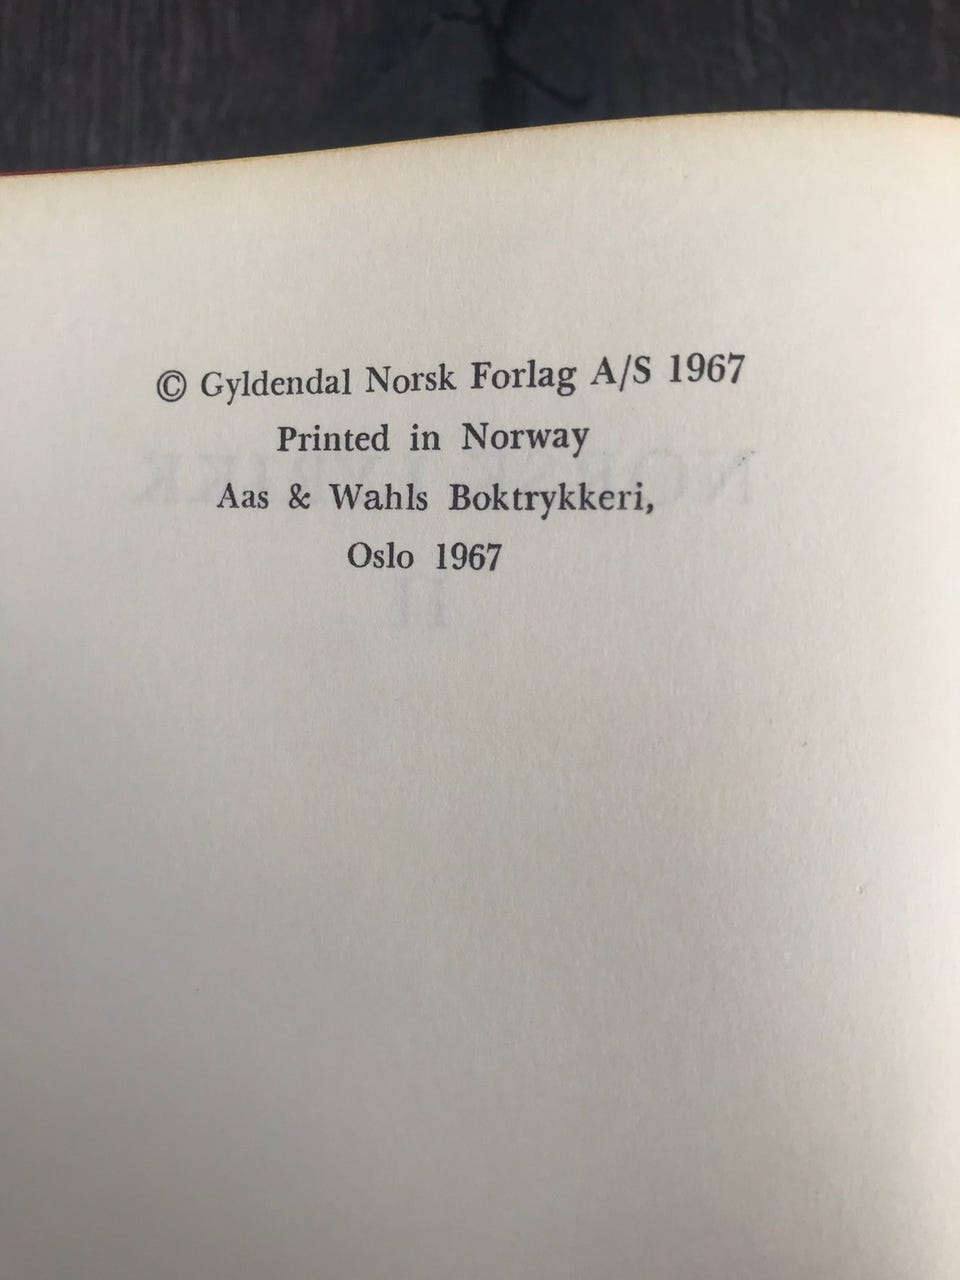 © Gyldendal Norsk Forlag A/S 1967
Printed in Norway
Aas & Wahls Boktrykkeri,
Oslo 1967